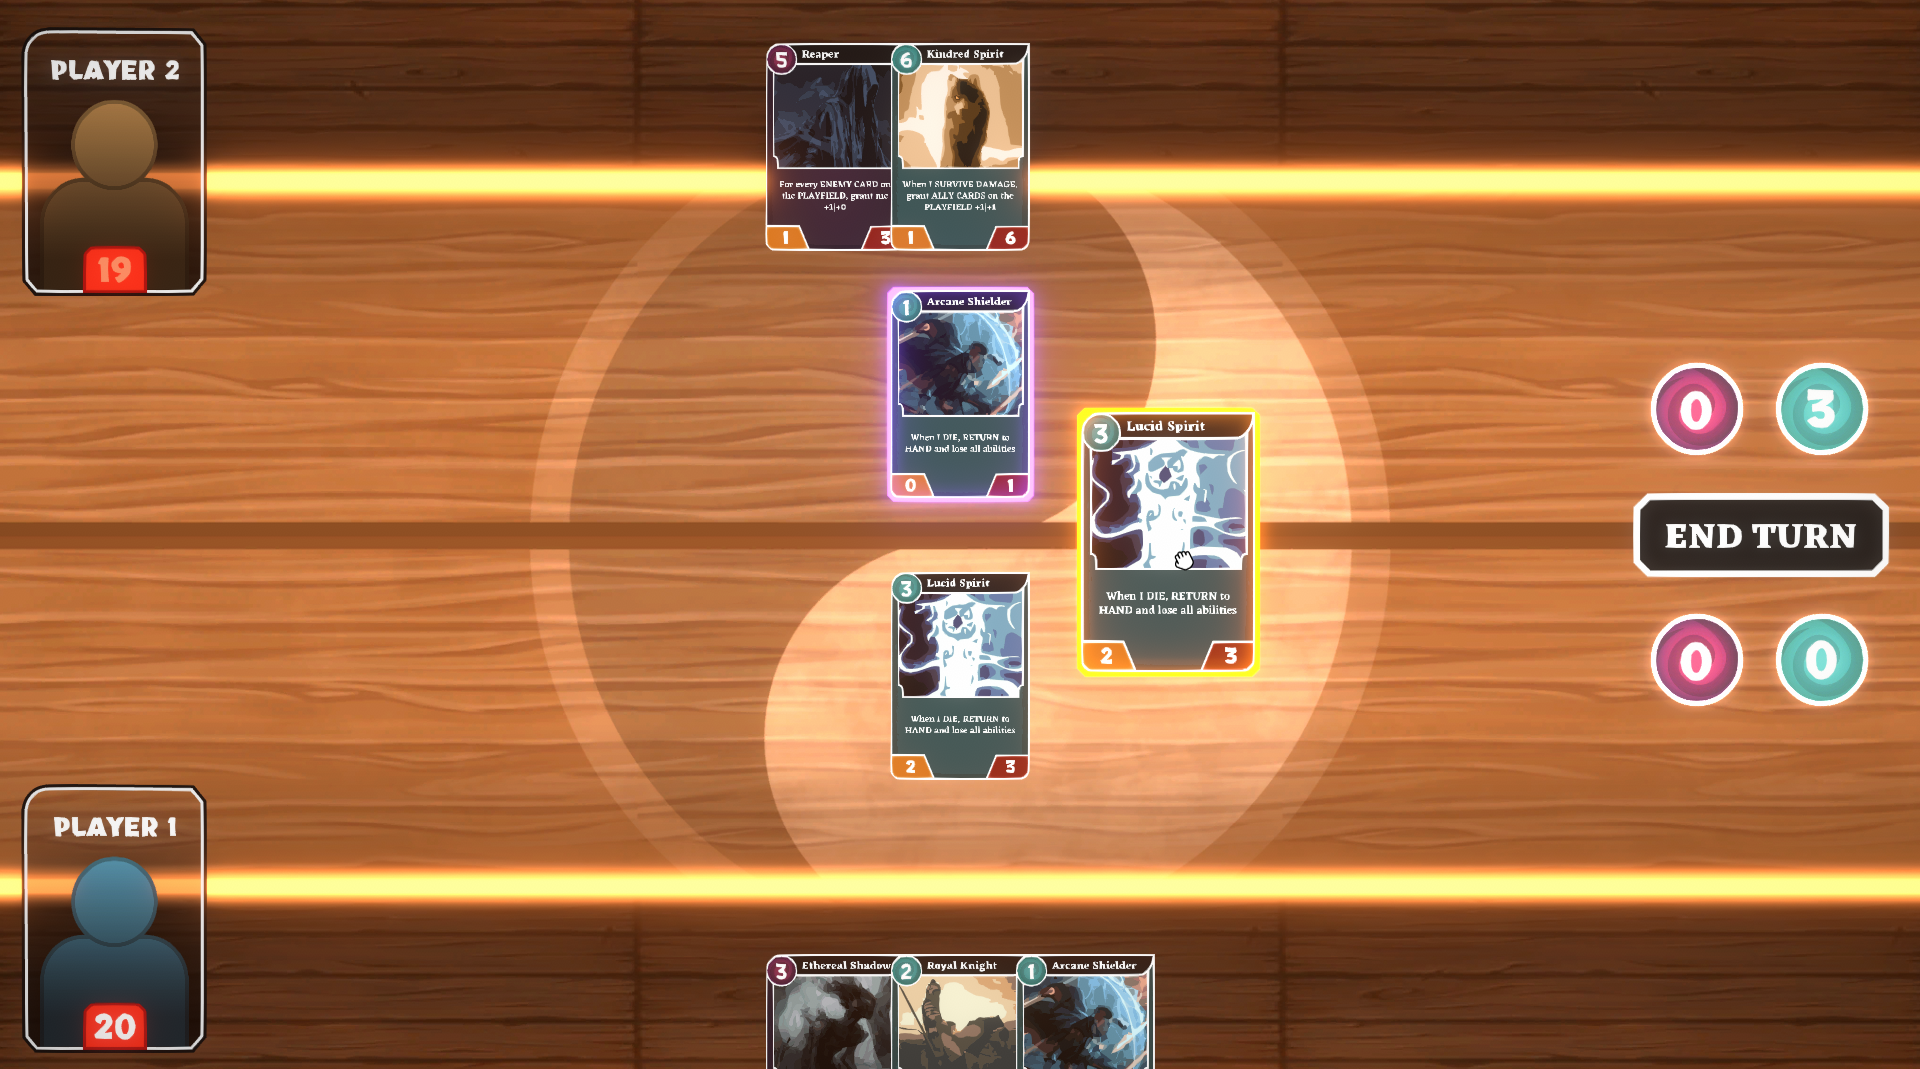 PLAYER 2
19
5 Reaper
For every ENEMY CARD on
the PLAYFIELD, grant me
+1|+0
1 3
6 Kindred Spirit
When I SURVIVE DAMAGE,
grant ALLY CARDS on the
PLAYFIELD +1|+1
1 6
1 Arcane Shielder
When I DIE, RETURN to
HAND and lose all abilities
0 1
3 Lucid Spirit
When I DIE, RETURN to
HAND and lose all abilities
2 3
0 3
END TURN
0 0
3 Lucid Spirit
When I DIE, RETURN to
HAND and lose all abilities
2 3
PLAYER 1
20
3 Ethereal Shadow
2 Royal Knight
1 Arcane Shielder